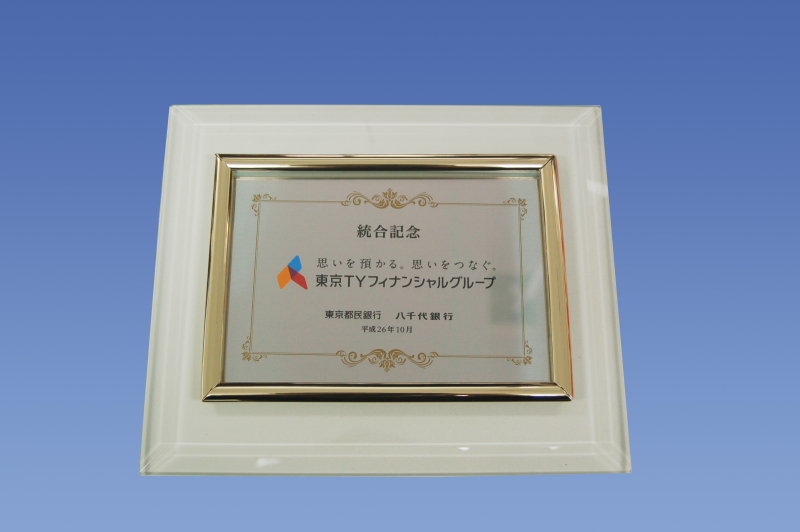 統合記念
思いを預かる。思いをつなぐ。
東京TYフィナンシャルグループ
東京都民銀行　八千代銀行
平成26年10月